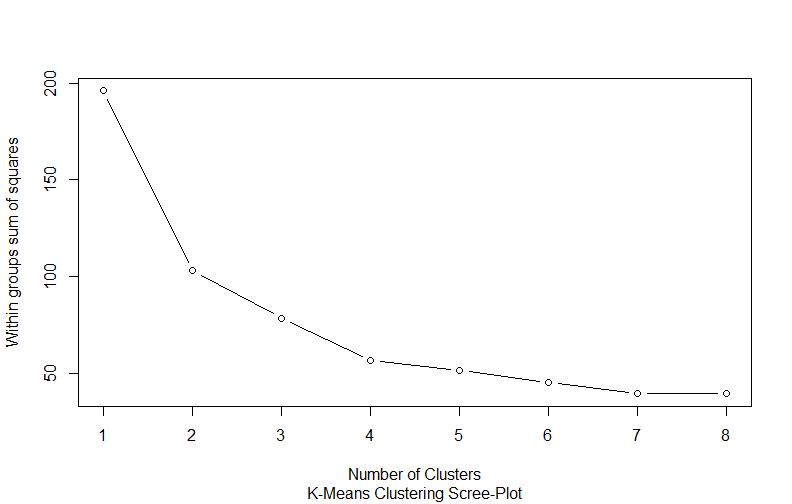 Within groups sum of squares
200
150
100
50
1 2 3 4 5 6 7 8
Number of Clusters
K-Means Clustering Scree-Plot